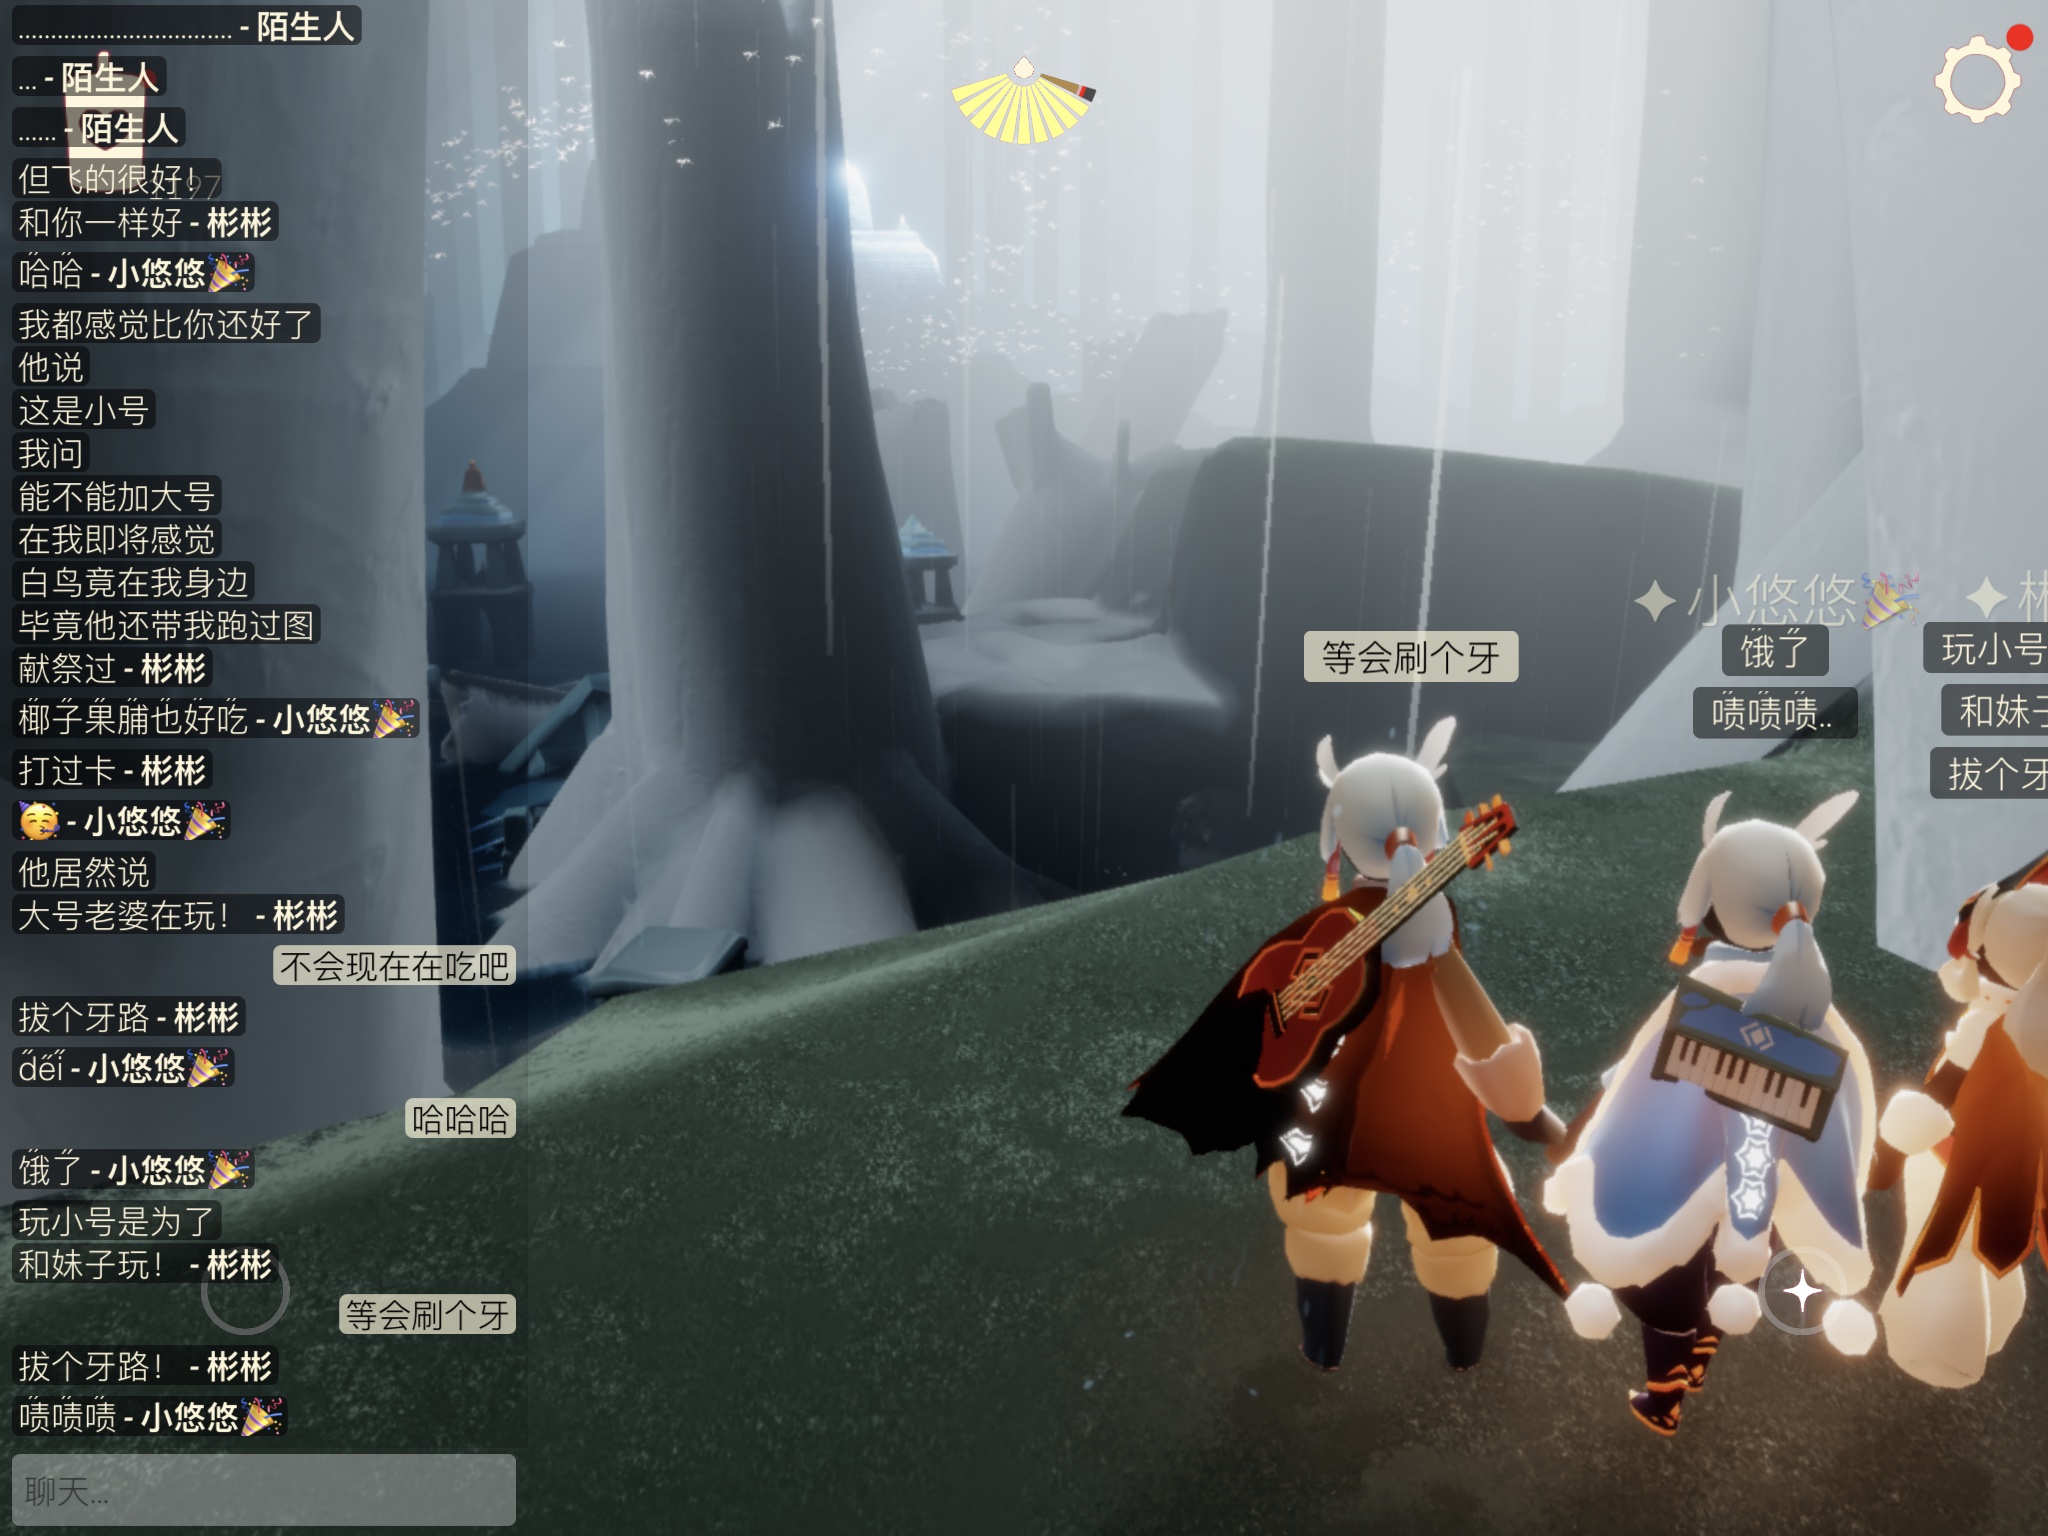 .................................. - 陌生人
... - 陌生人
...... - 陌生人
但飞的很好！
1197
和你一样好 - 彬彬
哈哈 - 小悠悠🎉
我都感觉比你还好了
他说
这是小号
我问
能不能加大号
在我即将感觉
白鸟竟在我身边
毕竟他还带我跑过图
献祭过 - 彬彬
椰子果脯也好吃 - 小悠悠🎉
打过卡 - 彬彬
🥳 - 小悠悠🎉
他居然说
大号老婆在玩！ - 彬彬
不会现在在吃吧
拔个牙路 - 彬彬
děi - 小悠悠🎉
哈哈哈
饿了 - 小悠悠🎉
玩小号是为了
和妹子玩！ - 彬彬
等会刷个牙
拔个牙路！ - 彬彬
啧啧啧 - 小悠悠🎉
聊天...
等会刷个牙
小悠悠🎉
饿了
啧啧啧..
彬
玩小号
和妹子
拔个牙